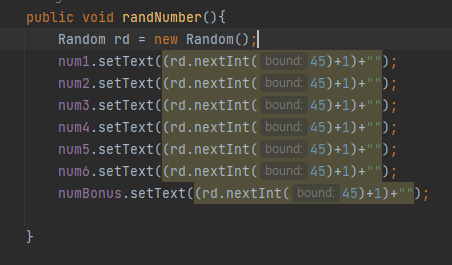 public void randNumber(){
Random rd = new Random();
num1.setText((rd.nextInt( bound: 45)+1)+"");
num2.setText((rd.nextInt( bound: 45)+1)+"");
num3.setText((rd.nextInt( bound: 45)+1)+"");
num4.setText((rd.nextInt( bound: 45)+1)+"");
num5.setText((rd.nextInt( bound: 45)+1)+"");
num6.setText((rd.nextInt( bound: 45)+1)+"");
numBonus.setText((rd.nextInt( bound: 45)+1)+"");
}